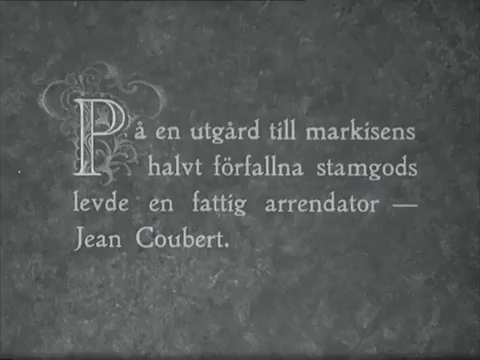 På en utgård till markisens
halvt förfallna stamgods
levde en fattig arrendator —
Jean Coubert.